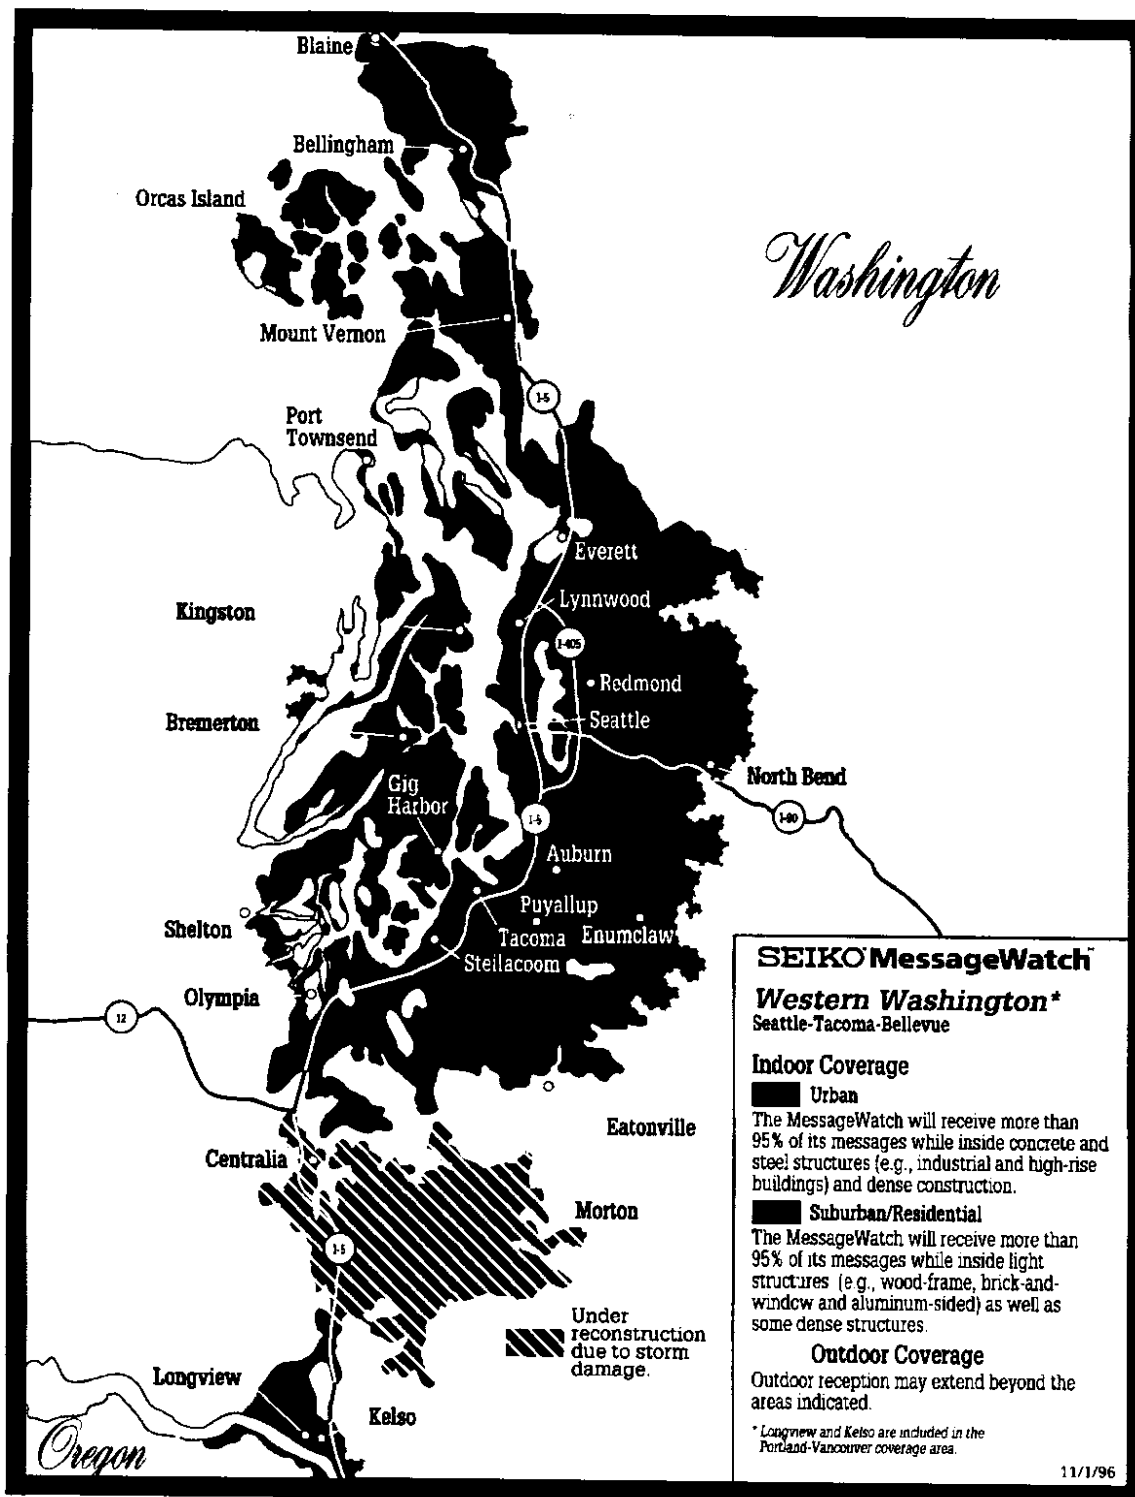 Blaine
Bellingham
Orcas Island
Washington
Mount Vernon
I-5
Port
Townsend
Everett
Lynnwood
Kingston
I-405
Redmond
Seattle
Bremerton
North Bend
Gig
Harbor
I-5
I-90
Auburn
Puyallup
Shelton
Tacoma
Enumclaw
Steilacoom
Olympia
12
Eatonville
Centralia
Morton
I-5
Under
reconstruction
due to storm
damage.
Longview
Kelso
Oregon
SEIKO MessageWatch™
Western Washington*
Seattle-Tacoma-Bellevue
Indoor Coverage
Urban
The MessageWatch will receive more than
95% of its messages while inside concrete and
steel structures (e.g., industrial and high-rise
buildings) and dense construction.
Suburban/Residential
The MessageWatch will receive more than
95% of its messages while inside light
structures (e.g., wood-frame, brick-and-
window and aluminum-sided) as well as
some dense structures.
Outdoor Coverage
Outdoor reception may extend beyond the
areas indicated.
* Longview and Kelso are included in the
Portland-Vancouver coverage area.
11/1/96